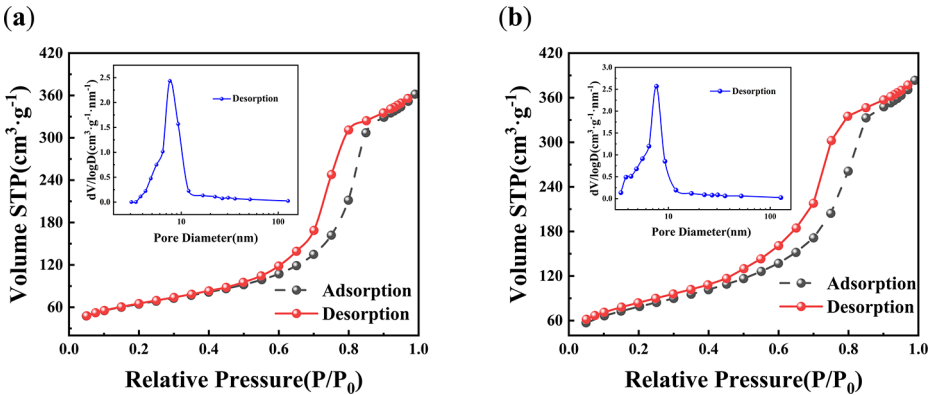 (a)
420
360
300
240
180
120
60
Volume STP(cm³·g⁻¹)
0.0 0.2 0.4 0.6 0.8 1.0
Relative Pressure(P/P₀)
Adsorption
Desorption
2.5
2.0
1.5
1.0
0.5
0.0
dV/logD(cm³·g⁻¹·nm⁻¹)
10 100
Pore Diameter(nm)
Desorption
(b)
420
360
300
240
180
120
60
Volume STP(cm³·g⁻¹)
0.0 0.2 0.4 0.6 0.8 1.0
Relative Pressure(P/P₀)
Adsorption
Desorption
3.0
2.5
2.0
1.5
1.0
0.5
0.0
dV/logD(cm³·g⁻¹·nm⁻¹)
10 100
Pore Diameter(nm)
Desorption